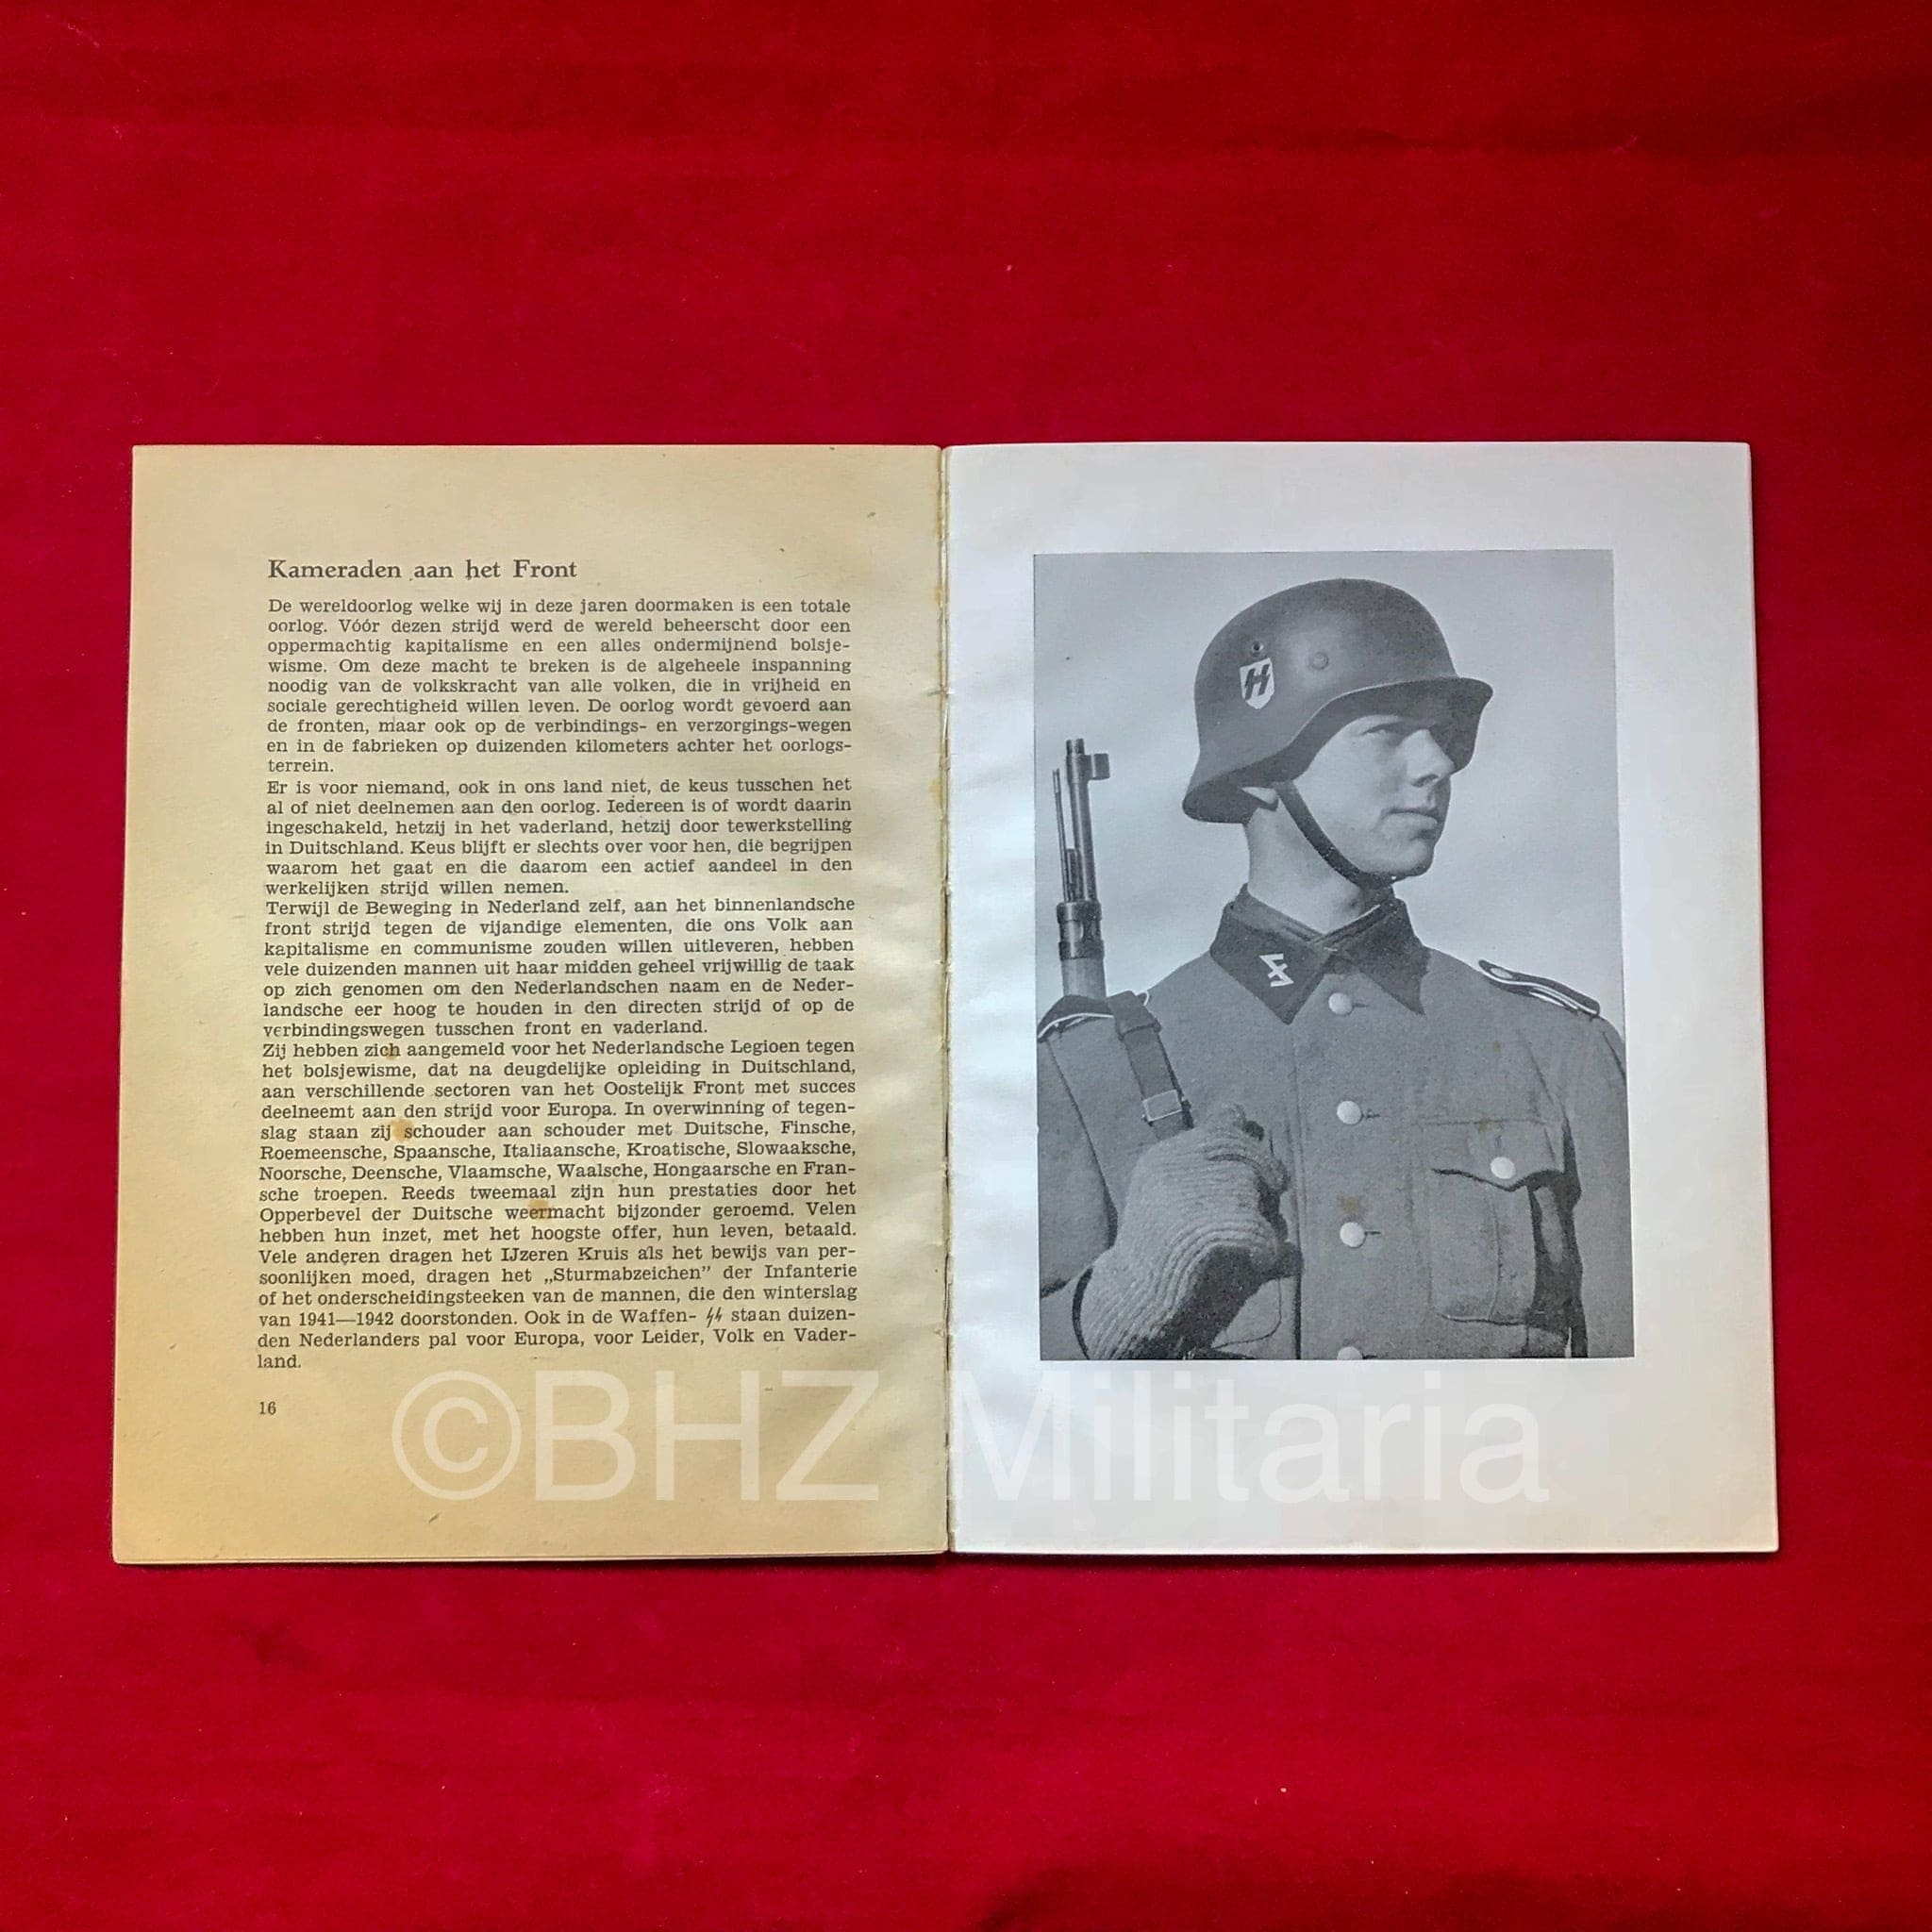 Kameraden aan het Front
De wereldoorlog welke wij in deze jaren doormaken is een totale
oorlog. Vóór dezen strijd werd de wereld beheerscht door een
oppermachtig kapitalisme en een alles ondermijnend bolsje-
wisme. Om deze macht te breken is de algeheele inspanning
noodig van de volkskracht van alle volken, die in vrijheid en
sociale gerechtigheid willen leven. De oorlog wordt gevoerd aan
de fronten, maar ook op de verbindings- en verzorgings-wegen
en in de fabrieken op duizenden kilometers achter het oorlogs-
terrein.
Er is voor niemand, ook in ons land niet, de keus tusschen het
al of niet deelnemen aan den oorlog. Iedereen is of wordt daarin
ingeschakeld, hetzij in het vaderland, hetzij door tewerkstelling
in Duitschland. Keus blijft er slechts over voor hen, die begrijpen
waarom het gaat en die daarom een actief aandeel in den
werkelijken strijd willen nemen.
Terwijl de Beweging in Nederland zelf, aan het binnenlandsche
front strijd tegen de vijandige elementen, die ons Volk aan
kapitalisme en communisme zouden willen uitleveren, hebben
vele duizenden mannen uit haar midden geheel vrijwillig de taak
op zich genomen om den Nederlandschen naam en de Neder-
landsche eer hoog te houden in den directen strijd of op de
verbindingswegen tusschen front en vaderland.
Zij hebben zich aangemeld voor het Nederlandsche Legioen tegen
het bolsjewisme, dat na deugdelijke opleiding in Duitschland,
aan verschillende sectoren van het Oostelijk Front met succes
deelneemt aan den strijd voor Europa. In overwinning of tegen-
slag staan zij schouder aan schouder met Duitsche, Finsche,
Roemeensche, Spaansche, Italiaansche, Kroatische, Slowaaksche,
Noorsche, Deensche, Vlaamsche, Waalsche, Hongaarsche en Fran-
sche troepen. Reeds tweemaal zijn hun prestaties door het
Opperbevel der Duitsche weermacht bijzonder geroemd. Velen
hebben hun inzet, met het hoogste offer, hun leven, betaald.
Vele anderen dragen het IJzeren Kruis als het bewijs van per-
soonlijken moed, dragen het „Sturmabzeichen” der Infanterie
of het onderscheidingsteeken van de mannen, die den winterslag
van 1941—1942 doorstonden. Ook in de Waffen- ᛋᛋ staan duizen-
den Nederlanders pal voor Europa, voor Leider, Volk en Vader-
land.
16
©BHZ Militaria